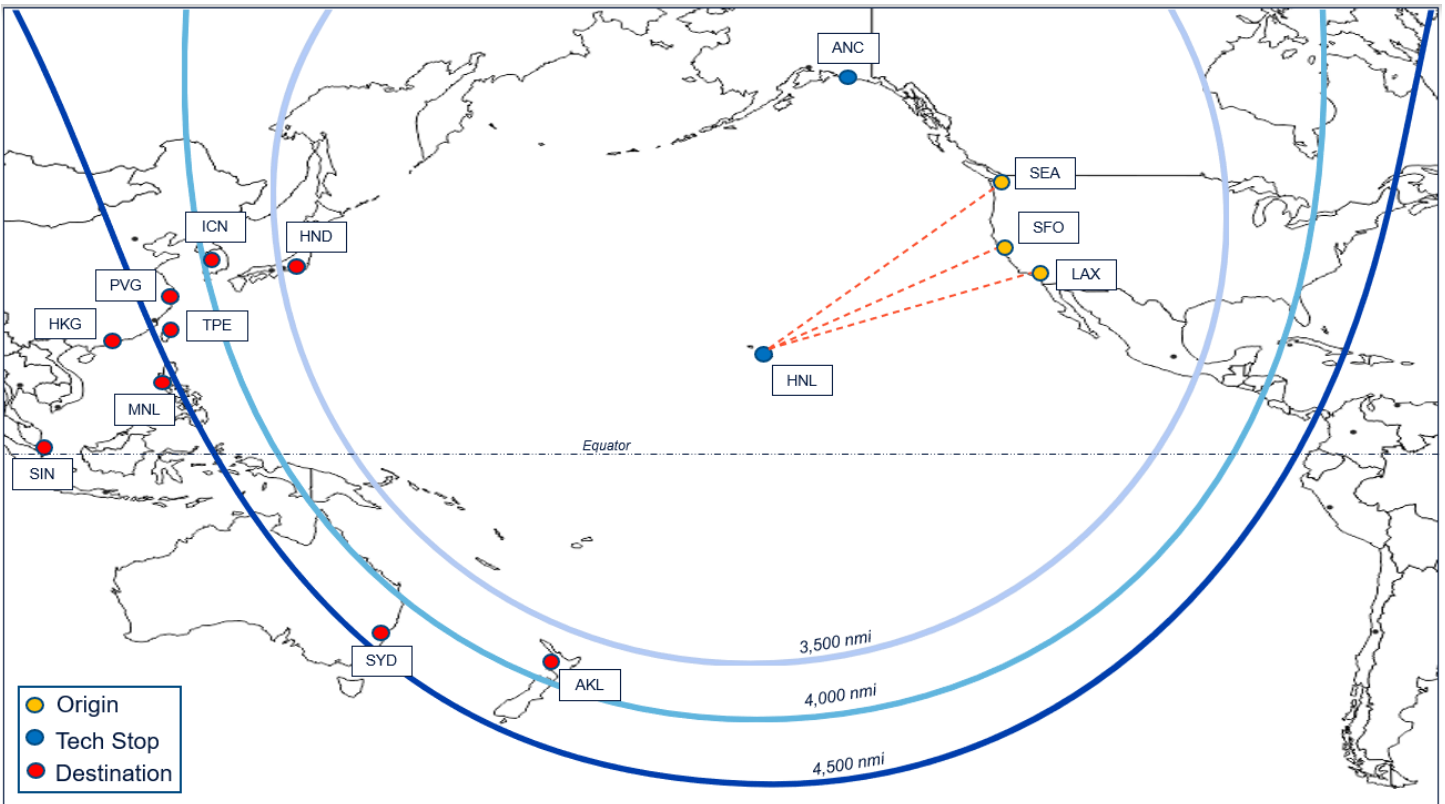 ANC
SEA
ICN
HND
SFO
LAX
PVG
HKG
TPE
HNL
MNL
Equator
SIN
3,500 nmi
SYD
AKL
4,000 nmi
4,500 nmi
Origin
Tech Stop
Destination